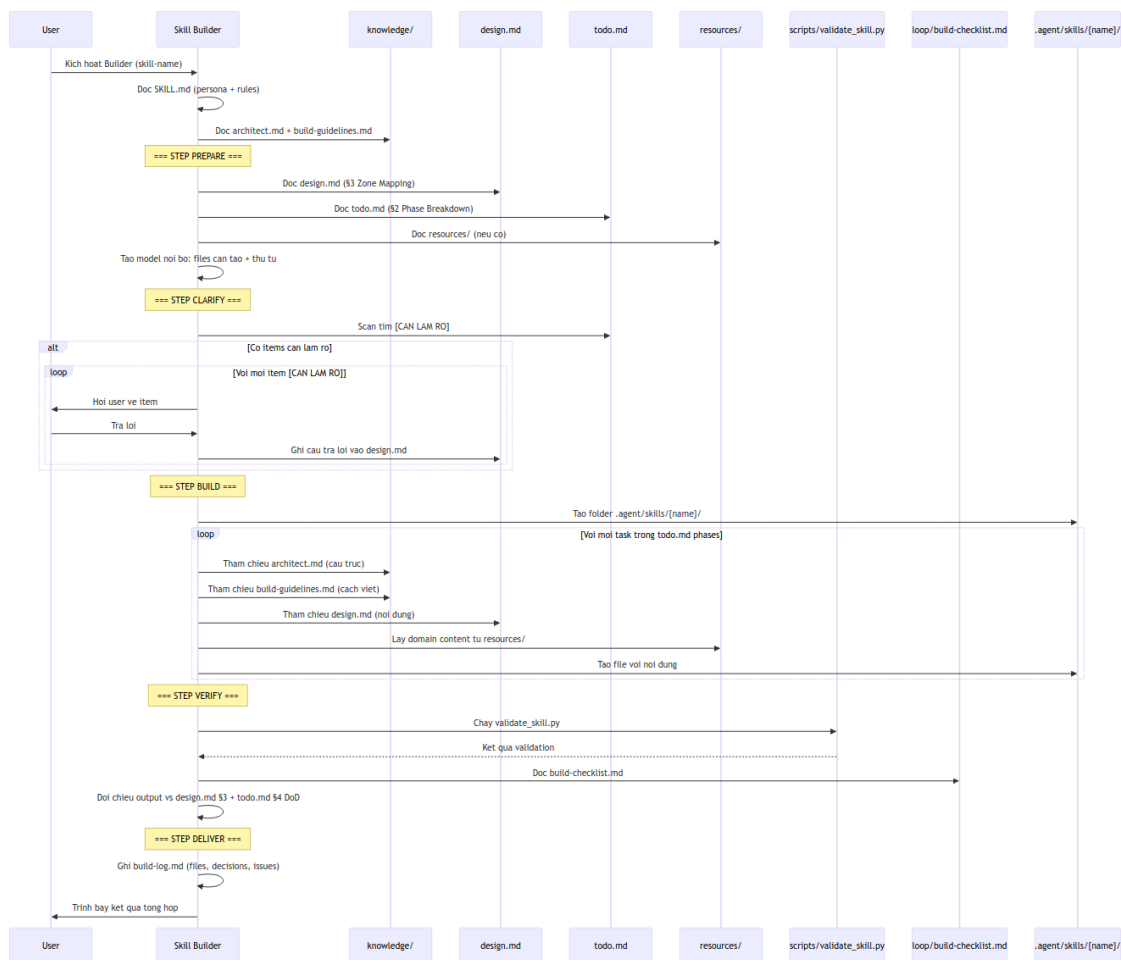 User
Skill Builder
knowledge/
design.md
todo.md
resources/
scripts/validate_skill.py
loop/build-checklist.md
.agent/skills/{name}/
Kich hoat Builder (skill-name)
Doc SKILL.md (persona + rules)
Doc architect.md + build-guidelines.md
=== STEP PREPARE ===
Doc design.md (§3 Zone Mapping)
Doc todo.md (§2 Phase Breakdown)
Doc resources/ (neu co)
Tao model noi bo: files can tao + thu tu
=== STEP CLARIFY ===
Scan tim [CAN LAM RO]
alt
[Co items can lam ro]
loop
[Voi moi item [CAN LAM RO]]
Hoi user ve item
Tra loi
Ghi cau tra loi vao design.md
=== STEP BUILD ===
Tao folder .agent/skills/{name}/
loop
[Voi moi task trong todo.md phases]
Tham chieu architect.md (cau truc)
Tham chieu build-guidelines.md (cach viet)
Tham chieu design.md (noi dung)
Lay domain content tu resources/
Tao file voi noi dung
=== STEP VERIFY ===
Chay validate_skill.py
Ket qua validation
Doc build-checklist.md
Doi chieu output vs design.md §3 + todo.md §4 DoD
=== STEP DELIVER ===
Ghi build-log.md (files, decisions, issues)
Trinh bay ket qua tong hop
User
Skill Builder
knowledge/
design.md
todo.md
resources/
scripts/validate_skill.py
loop/build-checklist.md
.agent/skills/{name}/